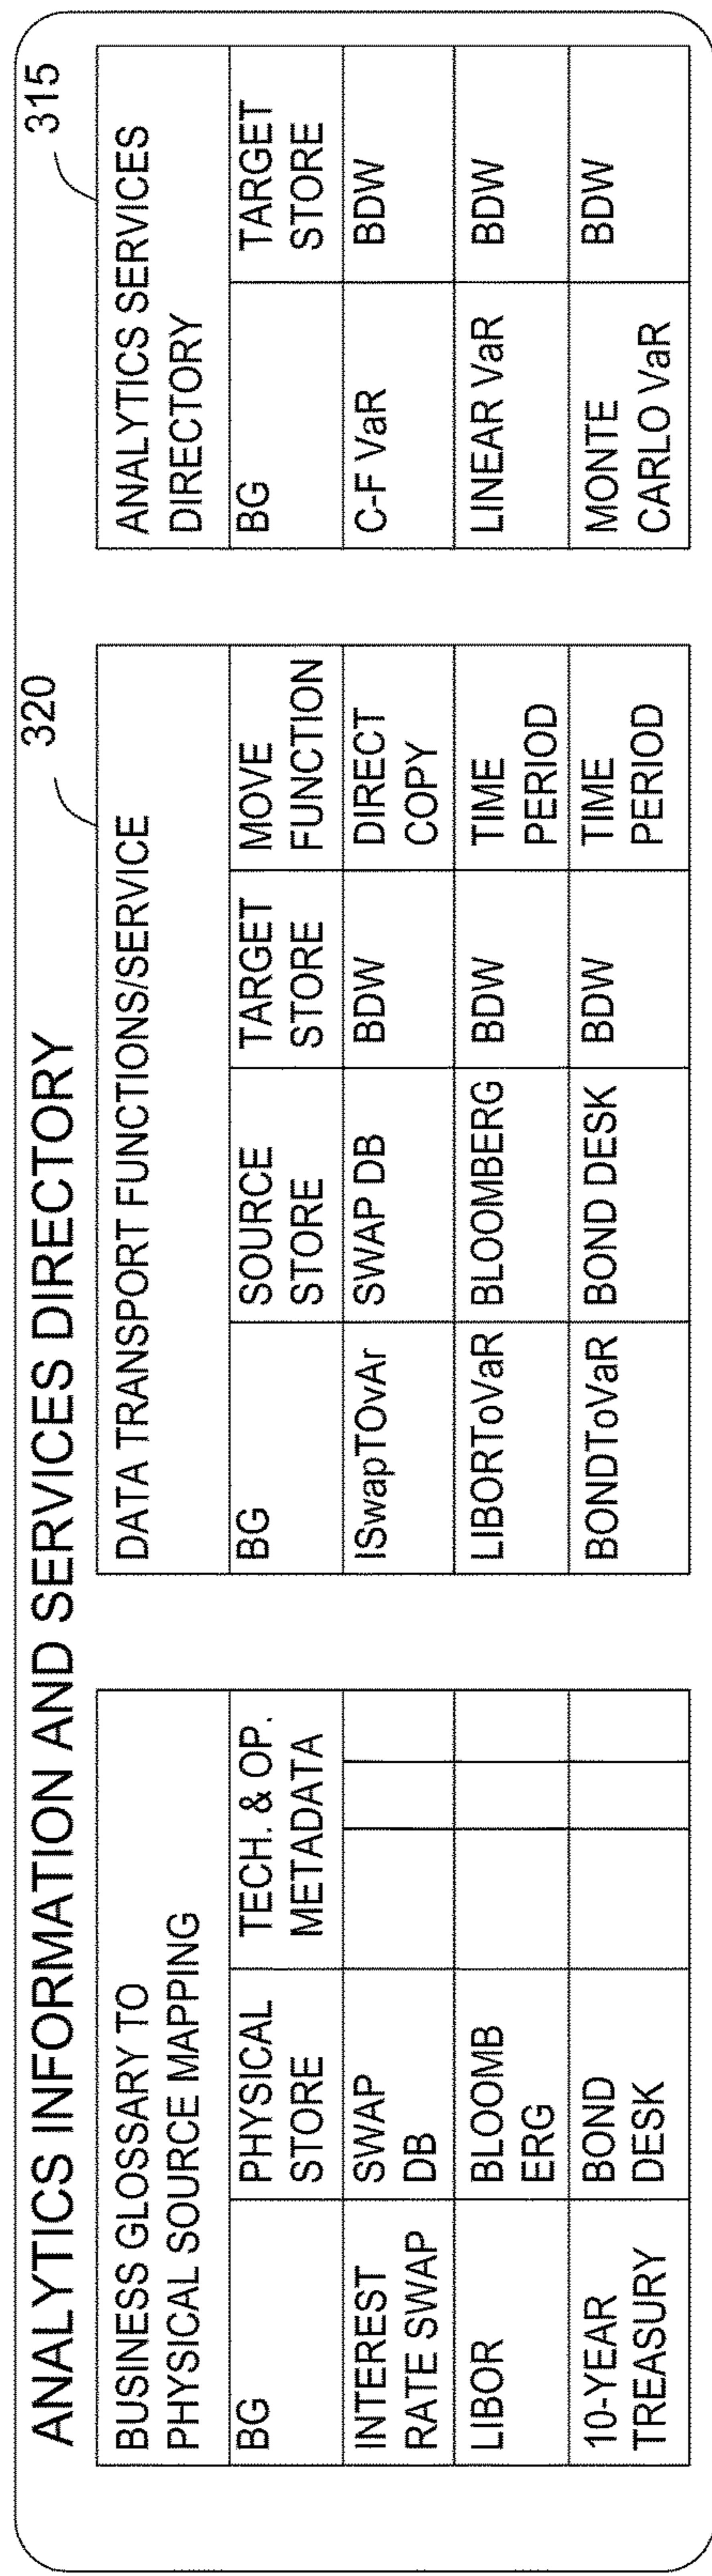 ANALYTICS INFORMATION AND SERVICES DIRECTORY
BUSINESS GLOSSARY TO
PHYSICAL SOURCE MAPPING
BG
PHYSICAL
STORE
TECH. & OP.
METADATA
INTEREST
RATE SWAP
SWAP
DB
LIBOR
BLOOMB
ERG
10-YEAR
TREASURY
BOND
DESK
320
DATA TRANSPORT FUNCTIONS/SERVICE
BG
SOURCE
STORE
TARGET
STORE
MOVE
FUNCTION
ISwapTOvAr
SWAP DB
BDW
DIRECT
COPY
LIBORToVaR
BLOOMBERG
BDW
TIME
PERIOD
BONDToVaR
BOND DESK
BDW
TIME
PERIOD
315
ANALYTICS SERVICES
DIRECTORY
BG
TARGET
STORE
C-F VaR
BDW
LINEAR VaR
BDW
MONTE
CARLO VaR
BDW